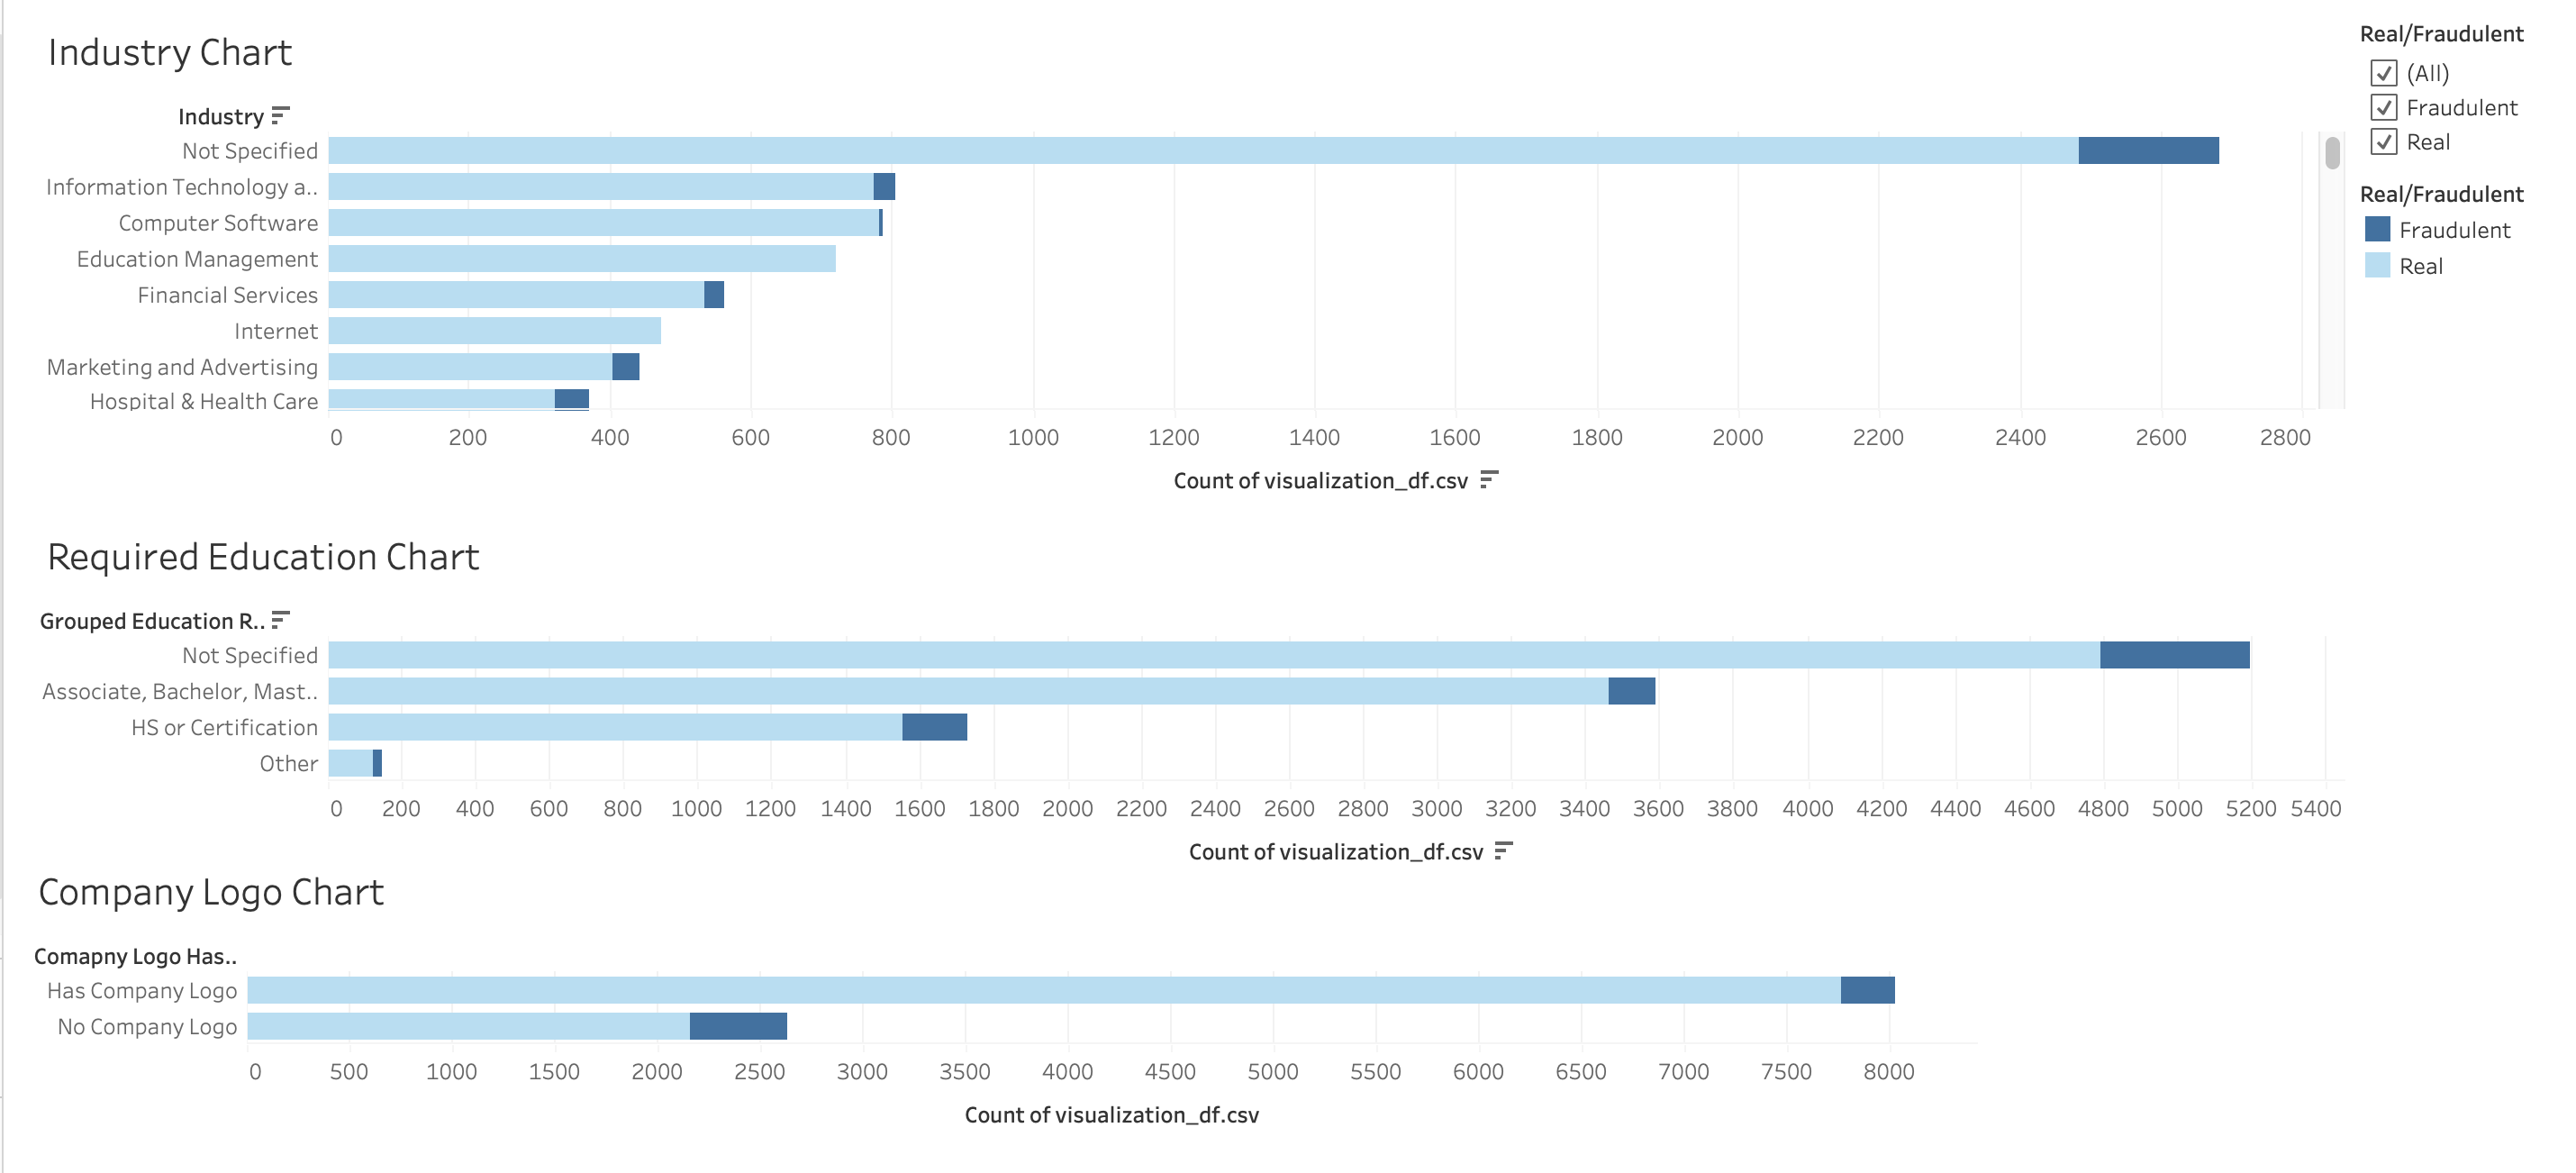 Industry Chart
Industry
Not Specified
Information Technology a..
Computer Software
Education Management
Financial Services
Internet
Marketing and Advertising
Hospital & Health Care
0 200 400 600 800 1000 1200 1400 1600 1800 2000 2200 2400 2600 2800
Count of visualization_df.csv
Real/Fraudulent
(All)
Fraudulent
Real
Real/Fraudulent
Fraudulent
Real
Required Education Chart
Grouped Education R..
Not Specified
Associate, Bachelor, Mast..
HS or Certification
Other
0 200 400 600 800 1000 1200 1400 1600 1800 2000 2200 2400 2600 2800 3000 3200 3400 3600 3800 4000 4200 4400 4600 4800 5000 5200 5400
Count of visualization_df.csv
Company Logo Chart
Comapny Logo Has..
Has Company Logo
No Company Logo
0 500 1000 1500 2000 2500 3000 3500 4000 4500 5000 5500 6000 6500 7000 7500 8000
Count of visualization_df.csv